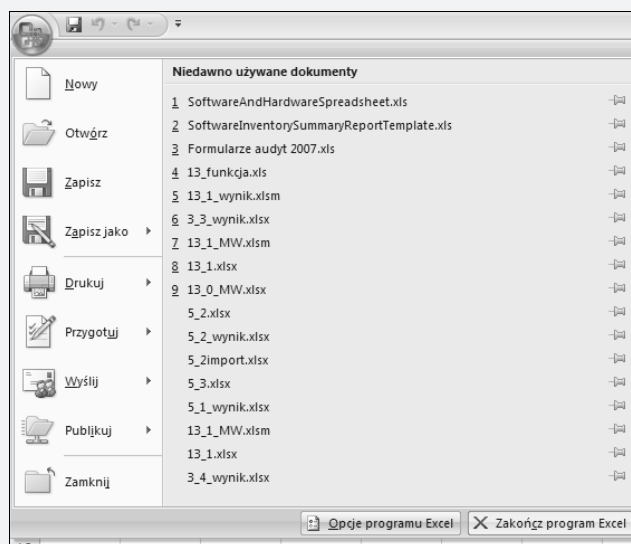 Nowy
Otwórz
Zapisz
Zapisz jako
Drukuj
Przygotuj
Wyślij
Publikuj
Zamknij
Niedawno używane dokumenty
1 SoftwareAndHardwareSpreadsheet.xls
2 SoftwareInventorySummaryReportTemplate.xls
3 Formularze audyt 2007.xls
4 13_funkcja.xls
5 13_1_wynik.xlsm
6 3_3_wynik.xlsx
7 13_1_MW.xlsm
8 13_1.xlsx
9 13_0_MW.xlsx
5_2.xlsx
5_2_wynik.xlsx
5_2import.xlsx
5_3.xlsx
5_1_wynik.xlsx
13_1_MW.xlsm
13_1.xlsx
3_4_wynik.xlsx
Opcje programu Excel
Zakończ program Excel